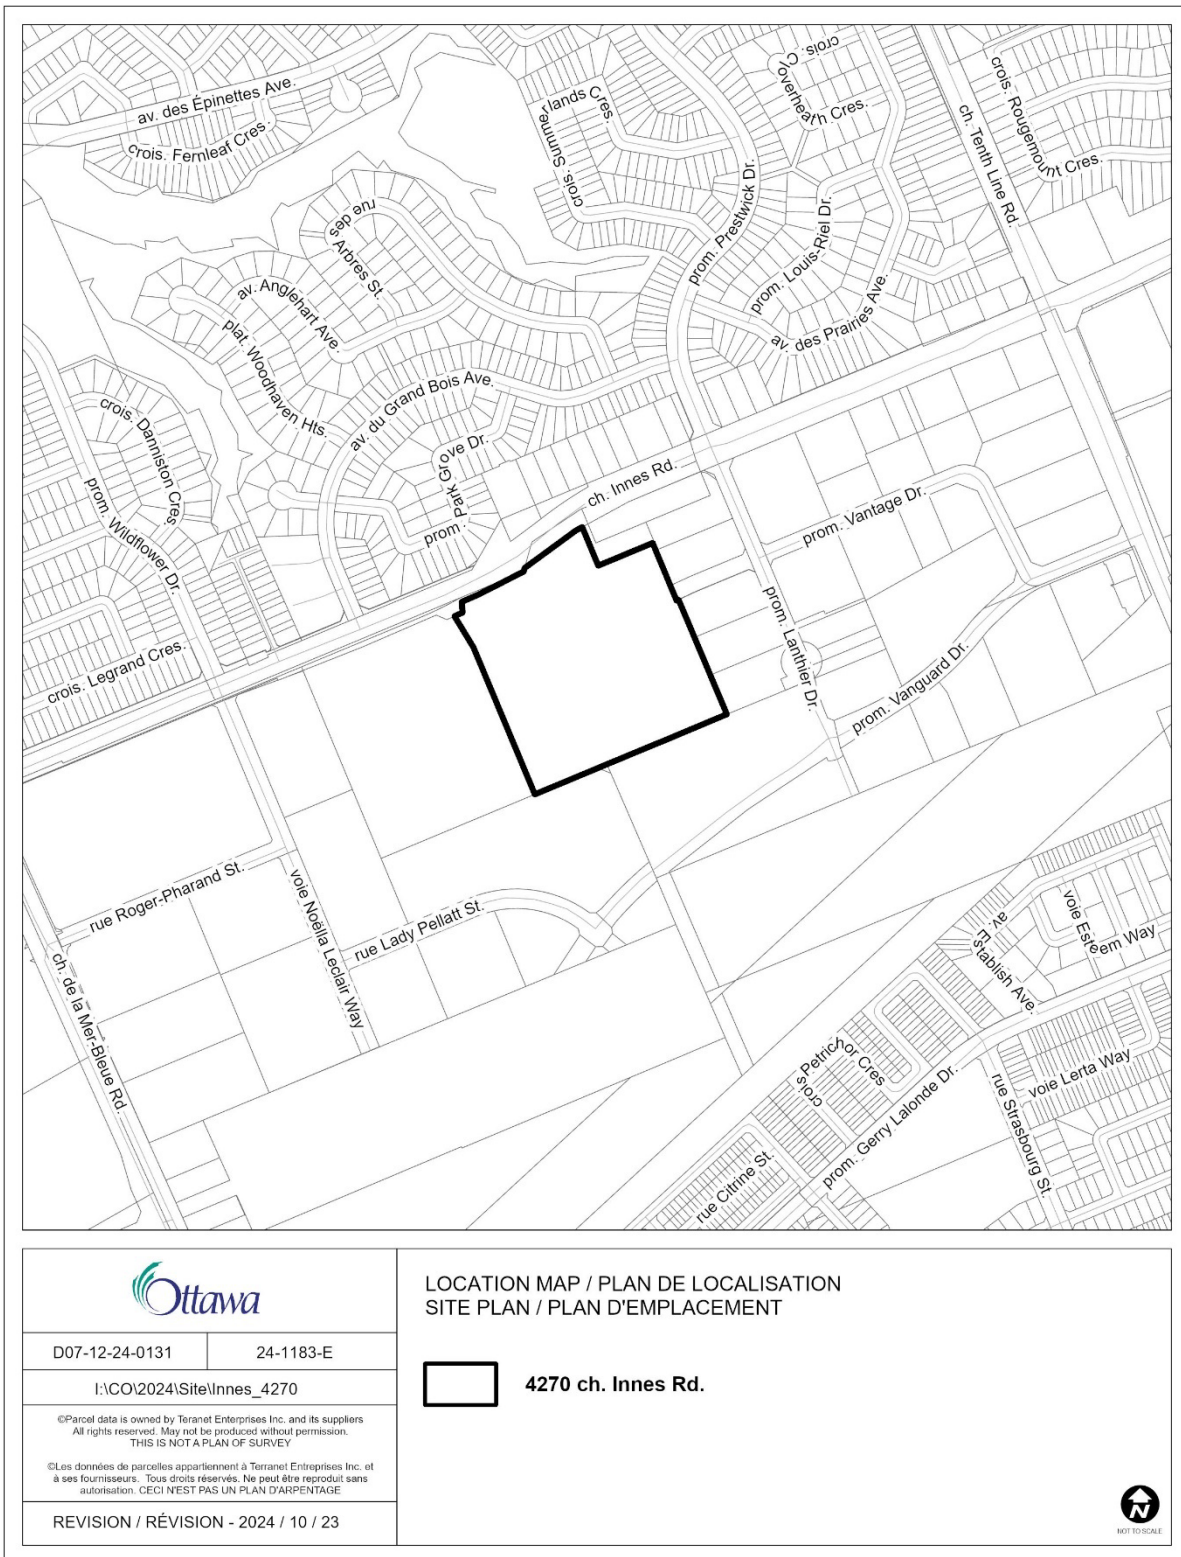 av. des Épinettes Ave.
crois. Fernleaf Cres.
crois. Summerlands Cres.
crois. Cloverheath Cres.
crois. Rougemount Cres.
ch. Tenth Line Rd.
prom. Prestwick Dr.
prom. Louis-Riel Dr.
av. des Prairies Ave.
rue des Arbres St.
av. Anglehart Ave.
plat. Woodhaven Hts.
av. du Grand Bois Ave.
prom. Park Grove Dr.
crois. Danniston Cres
prom. Wildflower Dr.
crois. Legrand Cres.
ch. Innes Rd.
prom. Vantage Dr.
prom. Lanthier Dr.
prom. Vanguard Dr.
rue Roger-Pharand St.
voie Noëlla Leclair Way
rue Lady Pellatt St.
ch. de la Mer-Bleue Rd.
av. Establish Ave.
voie Esteem Way
crois Petrichor Cres
prom. Gerry Lalonde Dr.
voie Lerta Way
rue Strasbourg St.
rue Citrine St.
Ottawa
D07-12-24-0131
24-1183-E
I:\CO\2024\Site\Innes_4270
©Parcel data is owned by Teranet Enterprises Inc. and its suppliers
All rights reserved. May not be produced without permission.
THIS IS NOT A PLAN OF SURVEY
©Les données de parcelles appartiennent à Terranet Entreprises Inc. et
à ses fournisseurs. Tous droits réservés. Ne peut être reproduit sans
autorisation. CECI N'EST PAS UN PLAN D'ARPENTAGE
REVISION / RÉVISION - 2024 / 10 / 23
LOCATION MAP / PLAN DE LOCALISATION
SITE PLAN / PLAN D'EMPLACEMENT
4270 ch. Innes Rd.
N
NOT TO SCALE